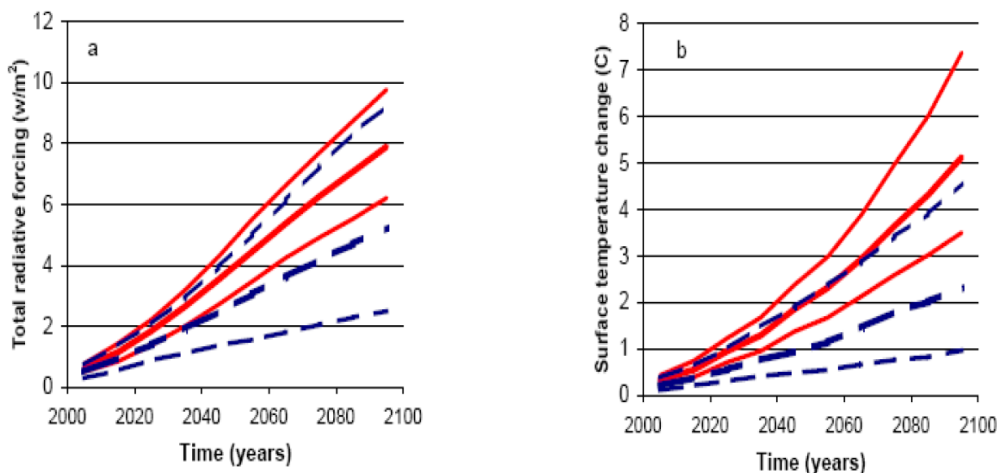 a
Total radiative forcing (w/m²)
12
10
8
6
4
2
0
2000 2020 2040 2060 2080 2100
Time (years)
b
Surface temperature change (C)
8
7
6
5
4
3
2
1
0
2000 2020 2040 2060 2080 2100
Time (years)